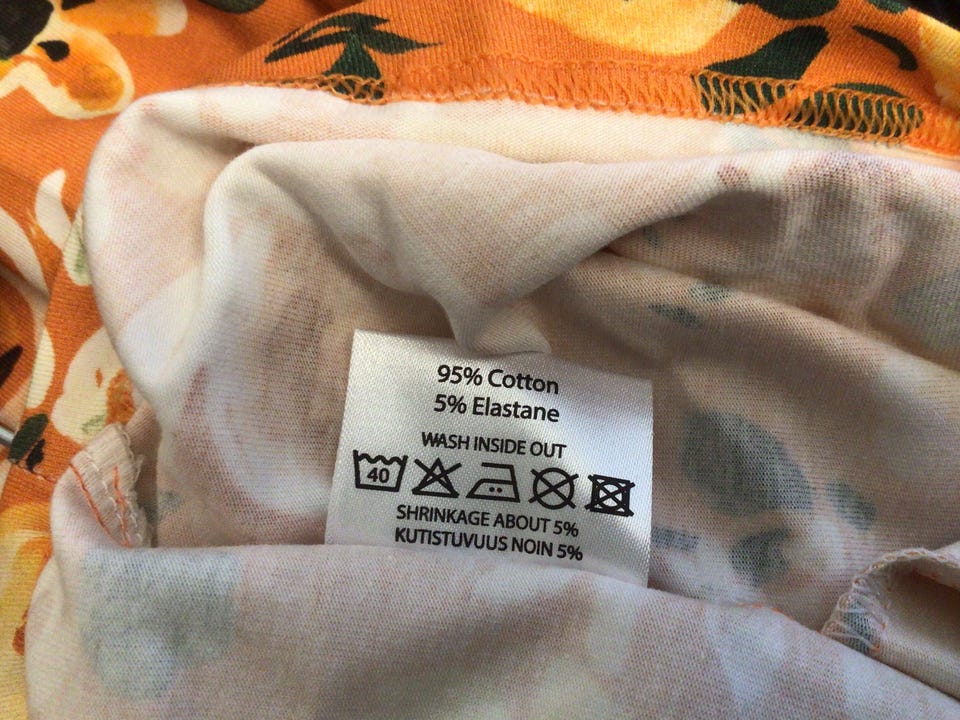 95% Cotton
5% Elastane
WASH INSIDE OUT
40
SHRINKAGE ABOUT 5%
KUTISTUVUUS NOIN 5%